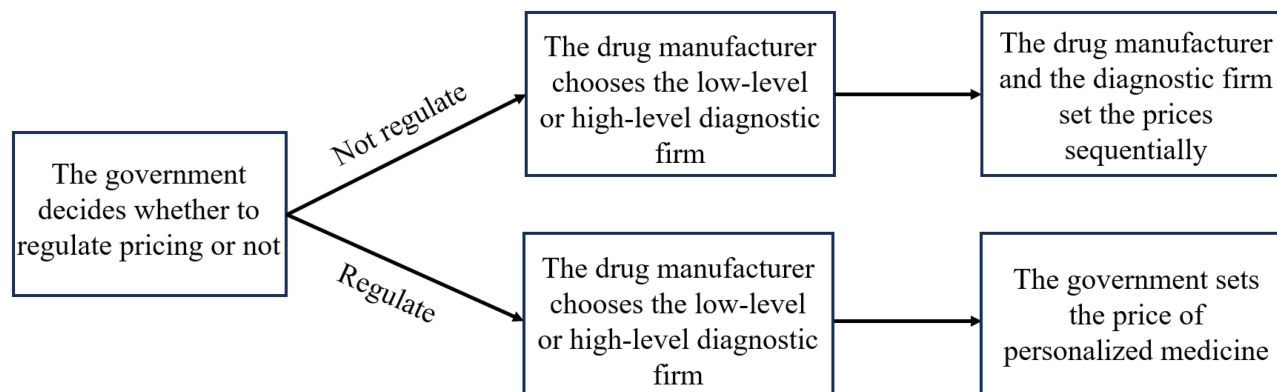 The government
decides whether to
regulate pricing or not
Not regulate
Regulate
The drug manufacturer
chooses the low-level
or high-level diagnostic
firm
The drug manufacturer
and the diagnostic firm
set the prices
sequentially
The drug manufacturer
chooses the low-level
or high-level diagnostic
firm
The government sets
the price of
personalized medicine